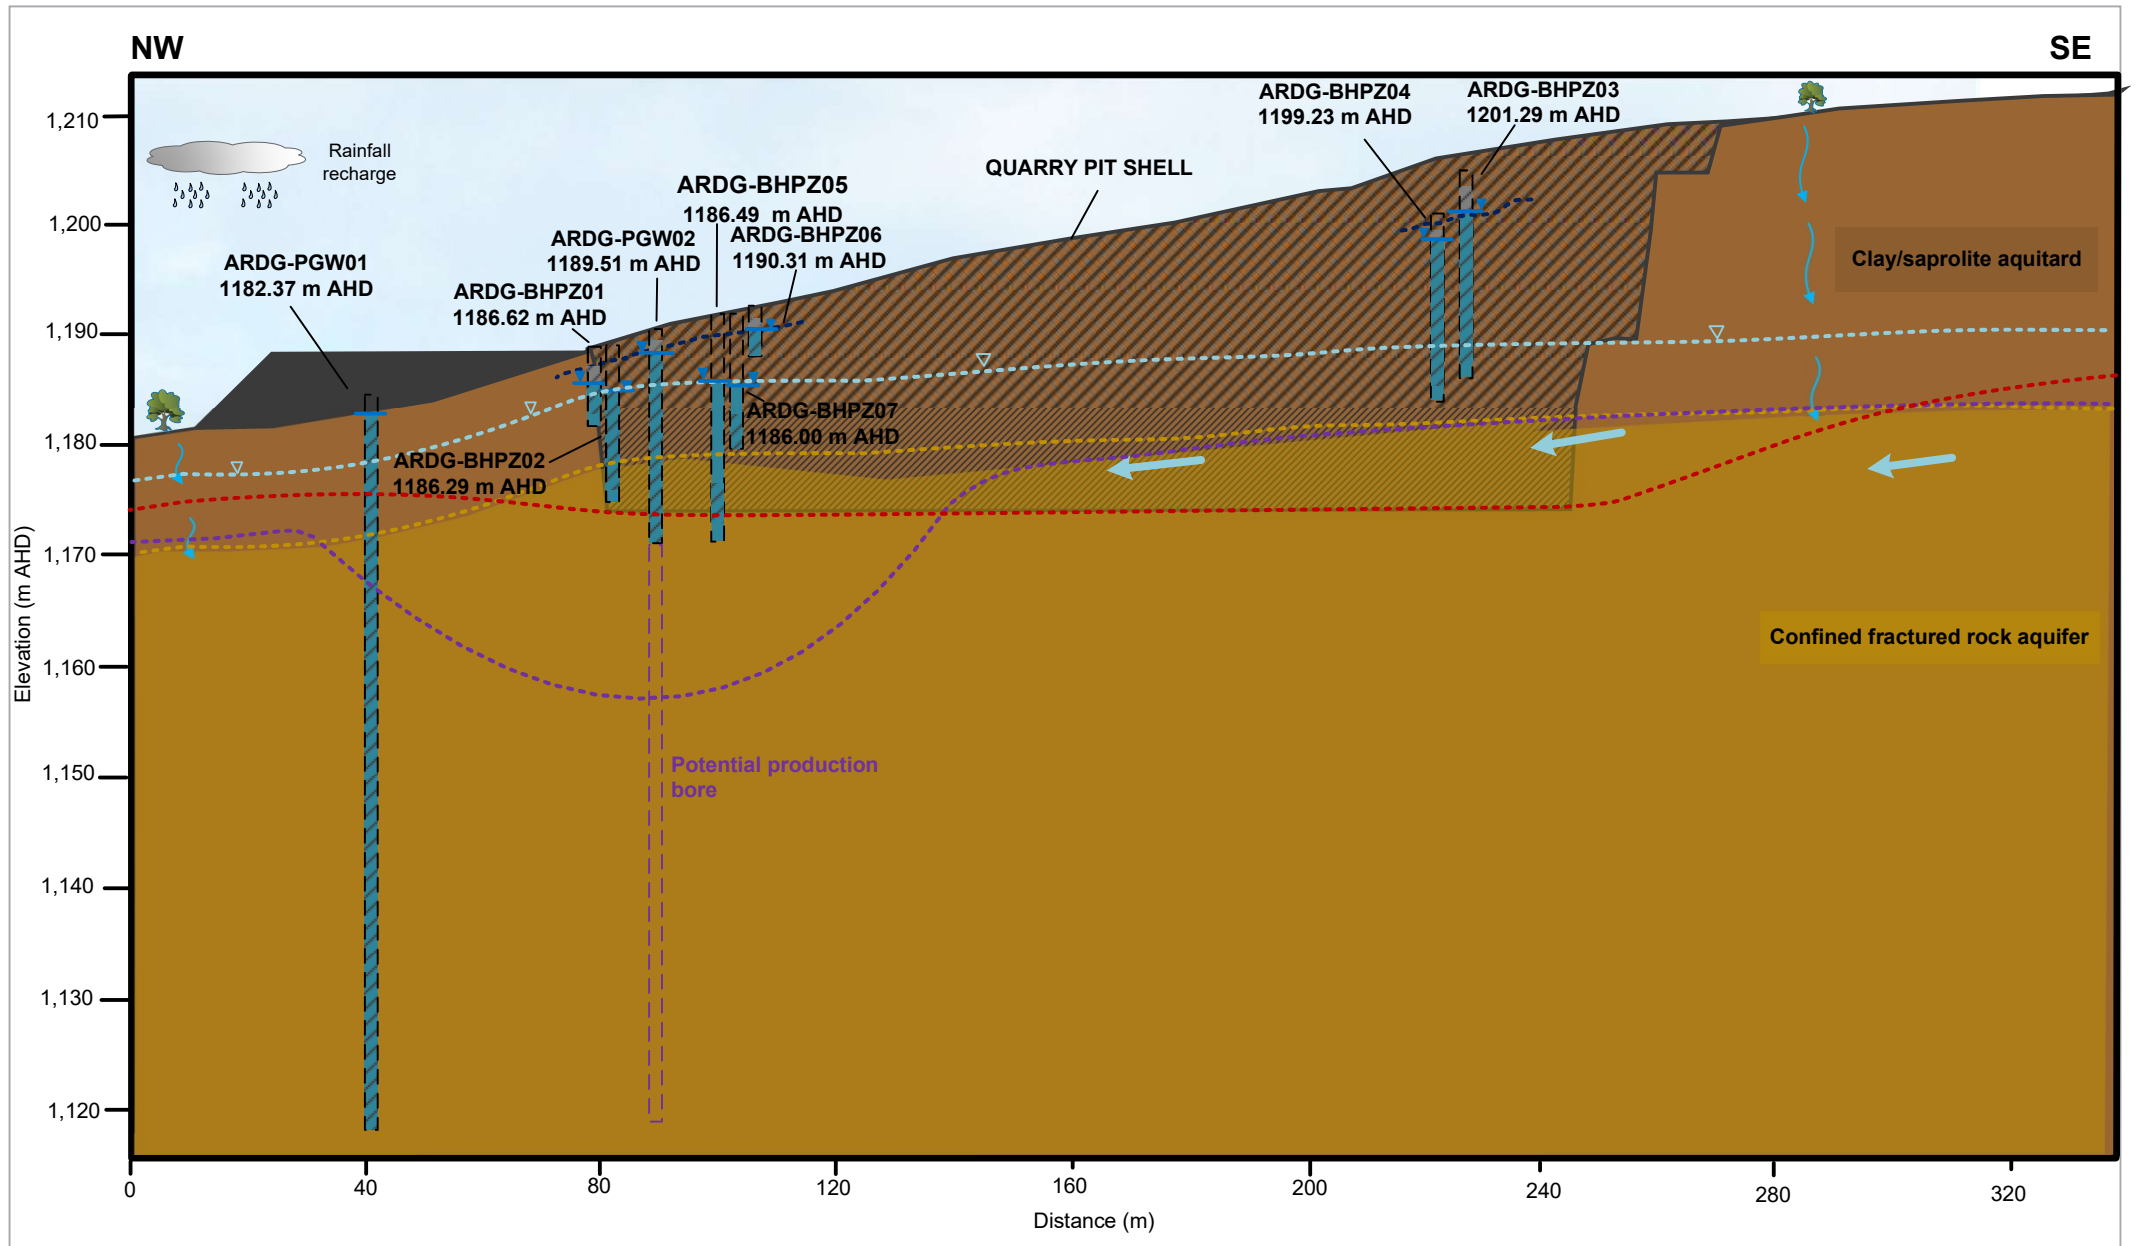 NW
SE
ARDG-BHPZ04
1199.23 m AHD
ARDG-BHPZ03
1201.29 m AHD
1,210
Rainfall
recharge
QUARRY PIT SHELL
ARDG-BHPZ05
1186.49 m AHD
1,200
ARDG-BHPZ06
1190.31 m AHD
ARDG-PGW02
1189.51 m AHD
ARDG-PGW01
1182.37 m AHD
Clay/saprolite aquitard
ARDG-BHPZ01
1186.62 m AHD
1,190
ARDG-BHPZ07
1186.00 m AHD
1,180
ARDG-BHPZ02
1186.29 m AHD
1,170
Elevation (m AHD)
Confined fractured rock aquifer
1,160
Potential production
bore
1,150
1,140
1,130
1,120
0
40
80
120
160
200
240
280
320
Distance (m)